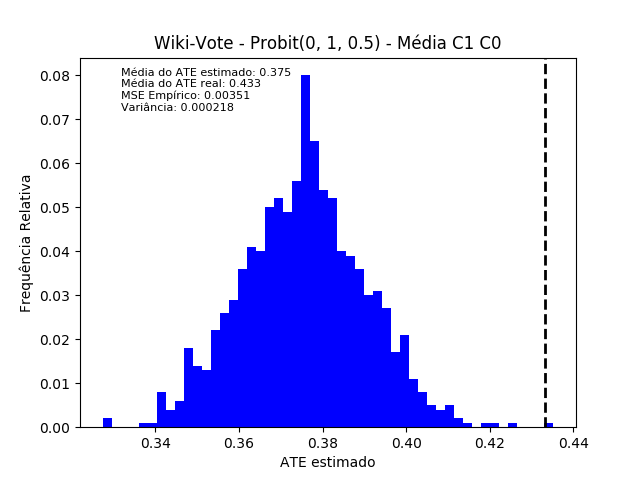 Wiki-Vote - Probit(0, 1, 0.5) - Média C1 C0
Média do ATE estimado: 0.375
Média do ATE real: 0.433
MSE Empírico: 0.00351
Variância: 0.000218
Frequência Relativa
0.08
0.07
0.06
0.05
0.04
0.03
0.02
0.01
0.00
0.34 0.36 0.38 0.40 0.42 0.44
ATE estimado